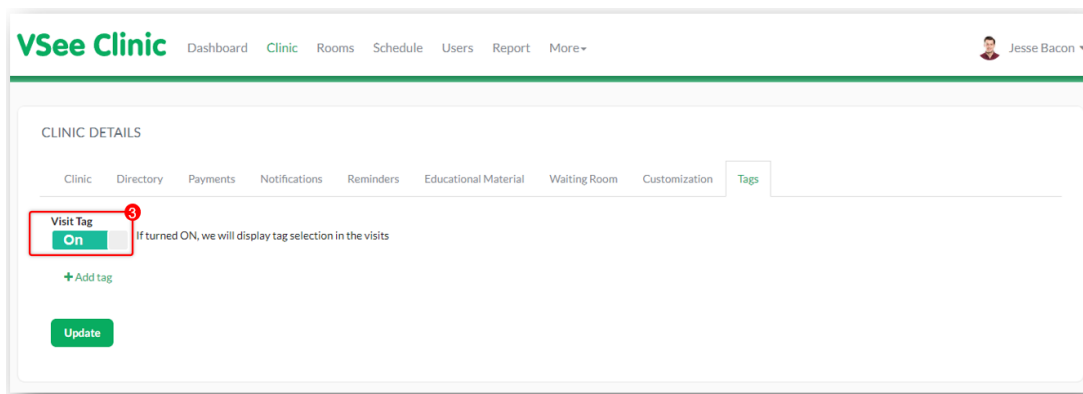 VSee Clinic Dashboard Clinic Rooms Schedule Users Report More Jesse Bacon
CLINIC DETAILS
Clinic Directory Payments Notifications Reminders Educational Material Waiting Room Customization Tags
3
Visit Tag
On If turned ON, we will display tag selection in the visits
+ Add tag
Update